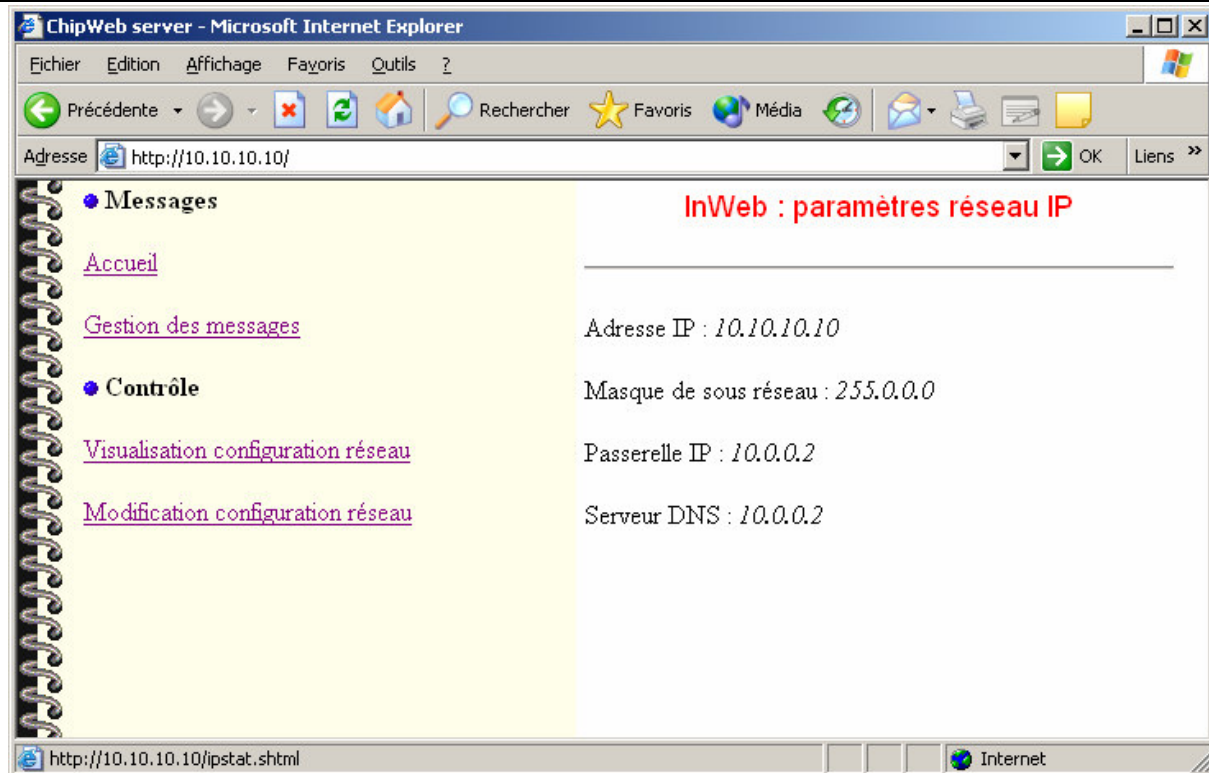 ChipWeb server - Microsoft Internet Explorer
Fichier Edition Affichage Favoris Outils ?
Précédente Rechercher Favoris Média
Adresse http://10.10.10.10/ OK Liens »
Messages
Accueil
Gestion des messages
Contrôle
Visualisation configuration réseau
Modification configuration réseau
InWeb : paramètres réseau IP
Adresse IP : 10.10.10.10
Masque de sous réseau : 255.0.0.0
Passerelle IP : 10.0.0.2
Serveur DNS : 10.0.0.2
http://10.10.10.10/ipstat.shtml Internet